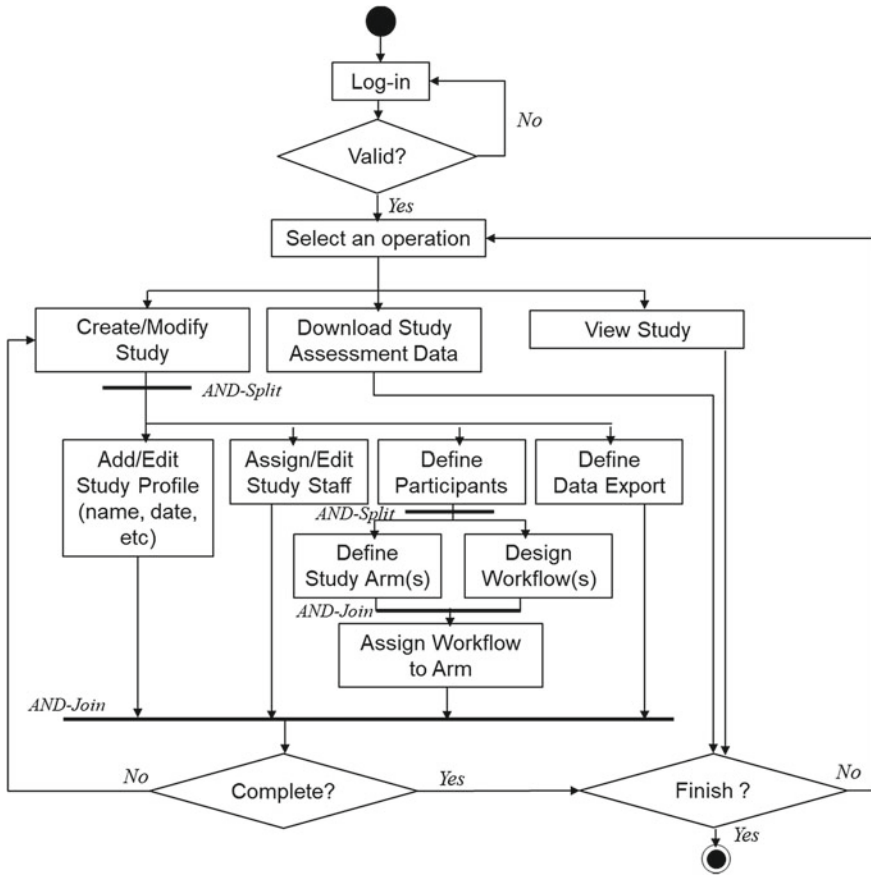 Log-in
No
Valid?
Yes
Select an operation
Create/Modify
Study
Download Study
Assessment Data
View Study
AND-Split
Add/Edit
Study Profile
(name, date,
etc)
Assign/Edit
Study Staff
Define
Participants
Define
Data Export
AND-Split
Define
Study Arm(s)
Design
Workflow(s)
AND-Join
Assign Workflow
to Arm
AND-Join
No
Complete?
Yes
Finish ?
No
Yes